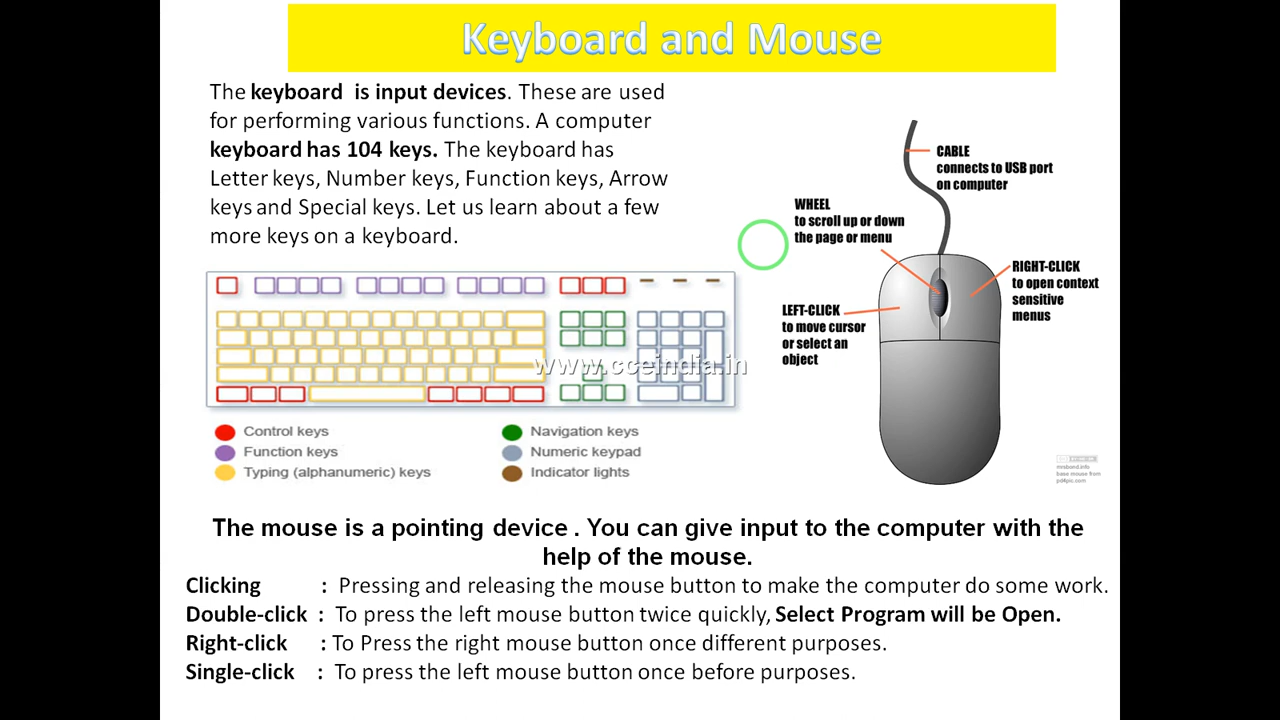 Keyboard and Mouse
The keyboard is input devices. These are used
for performing various functions. A computer
keyboard has 104 keys. The keyboard has
Letter keys, Number keys, Function keys, Arrow
keys and Special keys. Let us learn about a few
more keys on a keyboard.
CABLE
connects to USB port
on computer
WHEEL
to scroll up or down
the page or menu
RIGHT-CLICK
to open context
sensitive
menus
LEFT-CLICK
to move cursor
or select an
object
www.cceindia.in
Control keys
Function keys
Typing (alphanumeric) keys
Navigation keys
Numeric keypad
Indicator lights
mrsbond.info
base mouse from
pd4pic.com
The mouse is a pointing device . You can give input to the computer with the
help of the mouse.
Clicking : Pressing and releasing the mouse button to make the computer do some work.
Double-click : To press the left mouse button twice quickly, Select Program will be Open.
Right-click : To Press the right mouse button once different purposes.
Single-click : To press the left mouse button once before purposes.